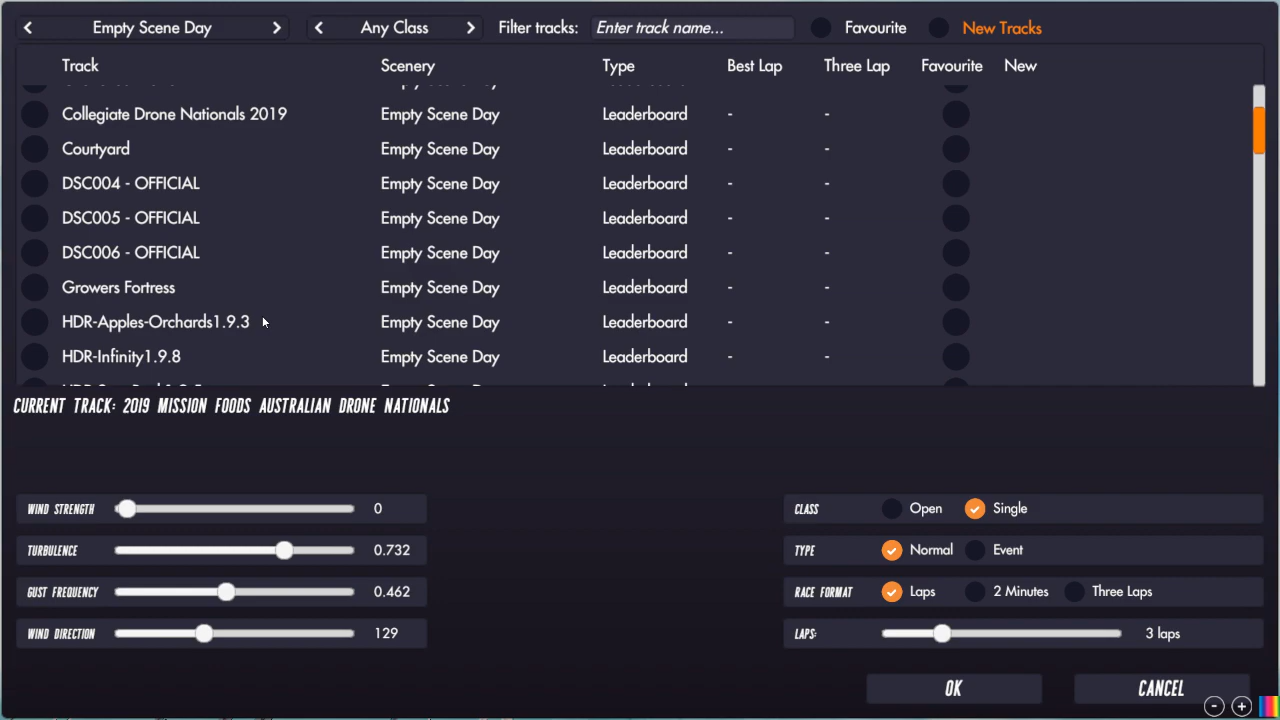 Empty Scene Day Any Class Filter tracks: Enter track name... Favourite New Tracks
Track Scenery Type Best Lap Three Lap Favourite New
Collegiate Drone Nationals 2019 Empty Scene Day Leaderboard - -
Courtyard Empty Scene Day Leaderboard - -
DSC004 - OFFICIAL Empty Scene Day Leaderboard - -
DSC005 - OFFICIAL Empty Scene Day Leaderboard - -
DSC006 - OFFICIAL Empty Scene Day Leaderboard - -
Growers Fortress Empty Scene Day Leaderboard - -
HDR-Apples-Orchards1.9.3 Empty Scene Day Leaderboard - -
HDR-Infinity1.9.8 Empty Scene Day Leaderboard - -
CURRENT TRACK: 2019 MISSION FOODS AUSTRALIAN DRONE NATIONALS
WIND STRENGTH 0 CLASS Open Single
TURBULENCE 0.732 TYPE Normal Event
GUST FREQUENCY 0.462 RACE FORMAT Laps 2 Minutes Three Laps
WIND DIRECTION 129 LAPS: 3 laps
OK CANCEL